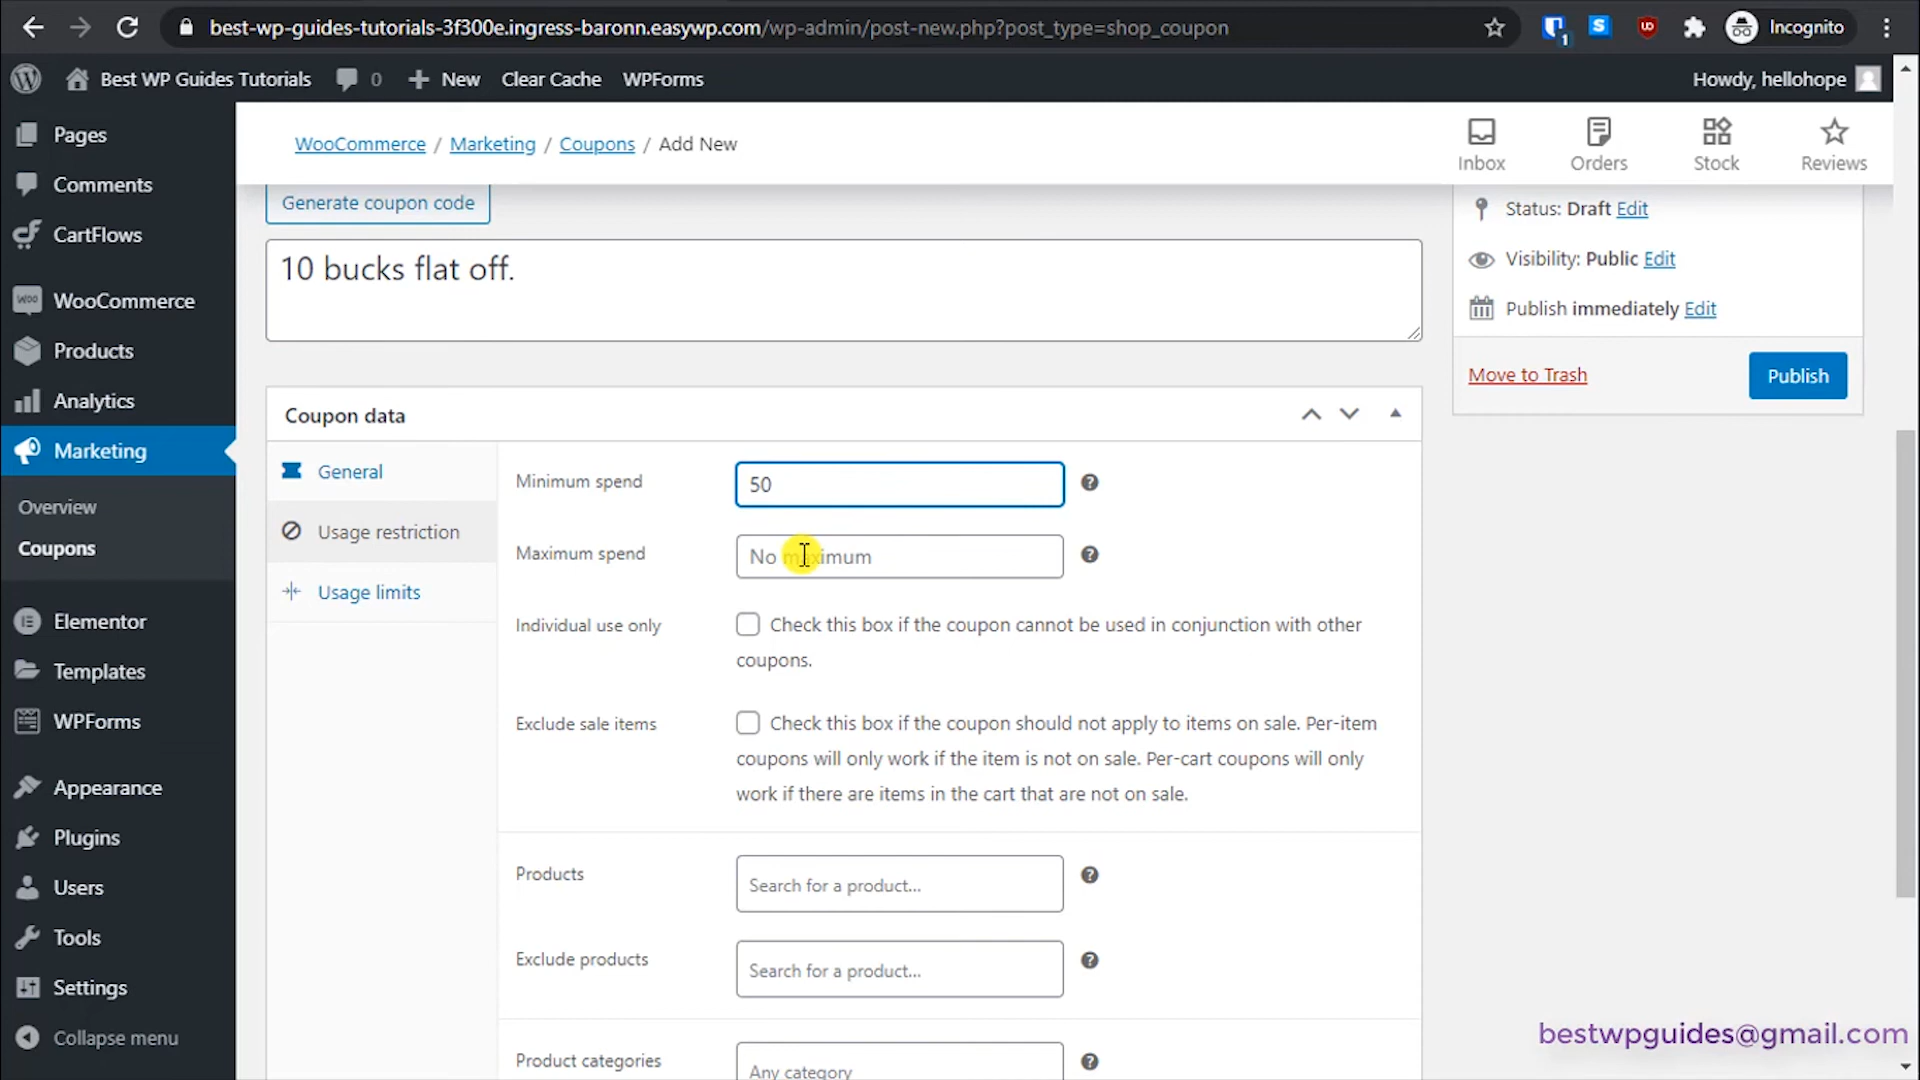 best-wp-guides-tutorials-3f300e.ingress-baronn.easywp.com/wp-admin/post-new.php?post_type=shop_coupon
1
S
Incognito
Best WP Guides Tutorials
0
New
Clear Cache
WPForms
Howdy, hellohope
Pages
Comments
CartFlows
WooCommerce
Products
Analytics
Marketing
Overview
Coupons
Elementor
Templates
WPForms
Appearance
Plugins
Users
Tools
Settings
Collapse menu
WooCommerce / Marketing / Coupons / Add New
Inbox
Orders
Stock
Reviews
Generate coupon code
10 bucks flat off.
Coupon data
General
Usage restriction
Usage limits
Minimum spend
50
Maximum spend
No maximum
Individual use only
Check this box if the coupon cannot be used in conjunction with other
coupons.
Exclude sale items
Check this box if the coupon should not apply to items on sale. Per-item
coupons will only work if the item is not on sale. Per-cart coupons will only
work if there are items in the cart that are not on sale.
Products
Search for a product...
Exclude products
Search for a product...
Product categories
Any category
Status: Draft Edit
Visibility: Public Edit
Publish immediately Edit
Move to Trash
Publish
bestwpguides@gmail.com